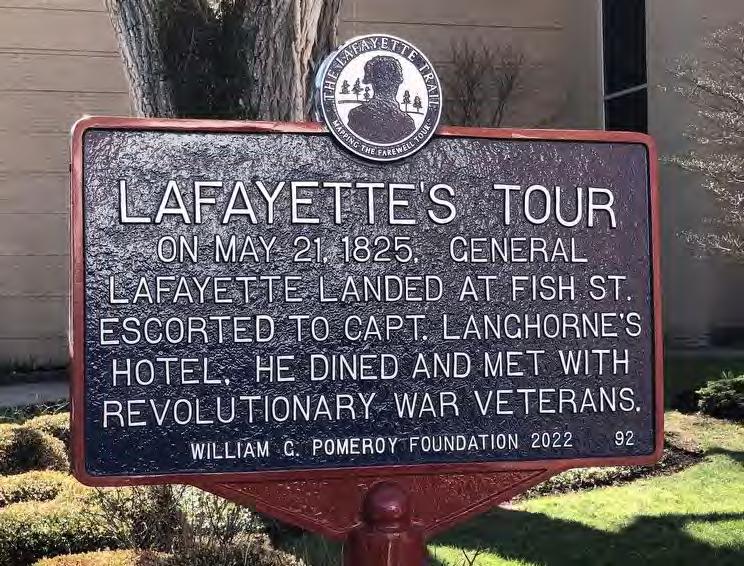 THE LAFAYETTE TRAIL
MAPPING THE FAREWELL TOUR
LAFAYETTE'S TOUR
ON MAY 21, 1825, GENERAL
LAFAYETTE LANDED AT FISH ST.
ESCORTED TO CAPT. LANGHORNE'S
HOTEL, HE DINED AND MET WITH
REVOLUTIONARY WAR VETERANS.
WILLIAM G. POMEROY FOUNDATION 2022 92